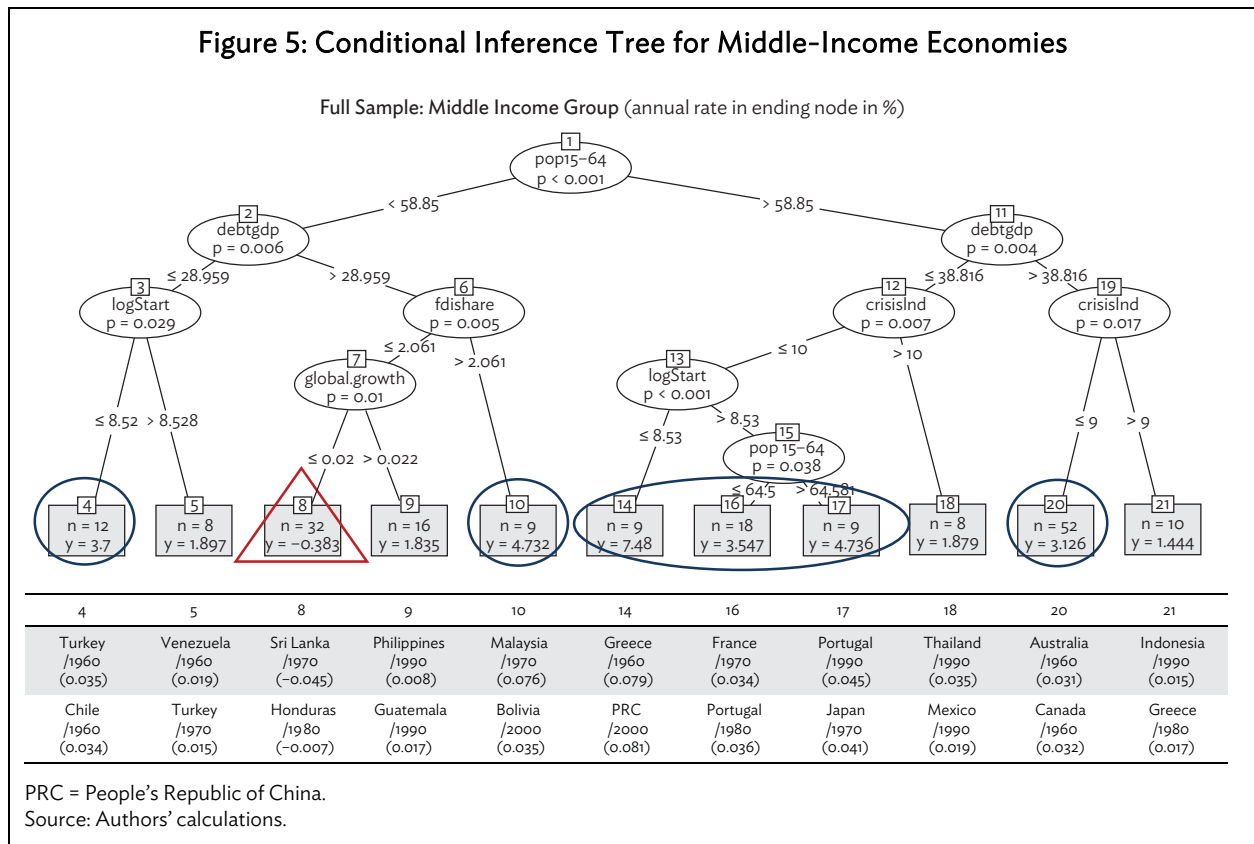 Figure 5: Conditional Inference Tree for Middle-Income Economies
Full Sample: Middle Income Group (annual rate in ending node in %)
1
pop15–64
p < 0.001
< 58.85
> 58.85
2
debtgdp
p = 0.006
11
debtgdp
p = 0.004
≤ 28.959
> 28.959
≤ 38.816
> 38.816
3
logStart
p = 0.029
6
fdishare
p = 0.005
12
crisisInd
p = 0.007
19
crisisInd
p = 0.017
≤ 2.061
> 2.061
≤ 10
> 10
7
global.growth
p = 0.01
13
logStart
p < 0.001
≤ 8.52
> 8.528
≤ 8.53
> 8.53
≤ 9
> 9
15
pop 15–64
p = 0.038
≤ 0.02
> 0.022
≤ 64.5
> 64.581
4
n = 12
y = 3.7
5
n = 8
y = 1.897
8
n = 32
y = −0.383
9
n = 16
y = 1.835
10
n = 9
y = 4.732
14
n = 9
y = 7.48
16
n = 18
y = 3.547
17
n = 9
y = 4.736
18
n = 8
y = 1.879
20
n = 52
y = 3.126
21
n = 10
y = 1.444
4 5 8 9 10 14 16 17 18 20 21
Turkey Venezuela Sri Lanka Philippines Malaysia Greece France Portugal Thailand Australia Indonesia
/1960 /1960 /1970 /1990 /1970 /1960 /1970 /1990 /1990 /1960 /1990
(0.035) (0.019) (−0.045) (0.008) (0.076) (0.079) (0.034) (0.045) (0.035) (0.031) (0.015)
Chile Turkey Honduras Guatemala Bolivia PRC Portugal Japan Mexico Canada Greece
/1960 /1970 /1980 /1990 /2000 /2000 /1980 /1970 /1990 /1960 /1980
(0.034) (0.015) (−0.007) (0.017) (0.035) (0.081) (0.036) (0.041) (0.019) (0.032) (0.017)
PRC = People's Republic of China.
Source: Authors' calculations.